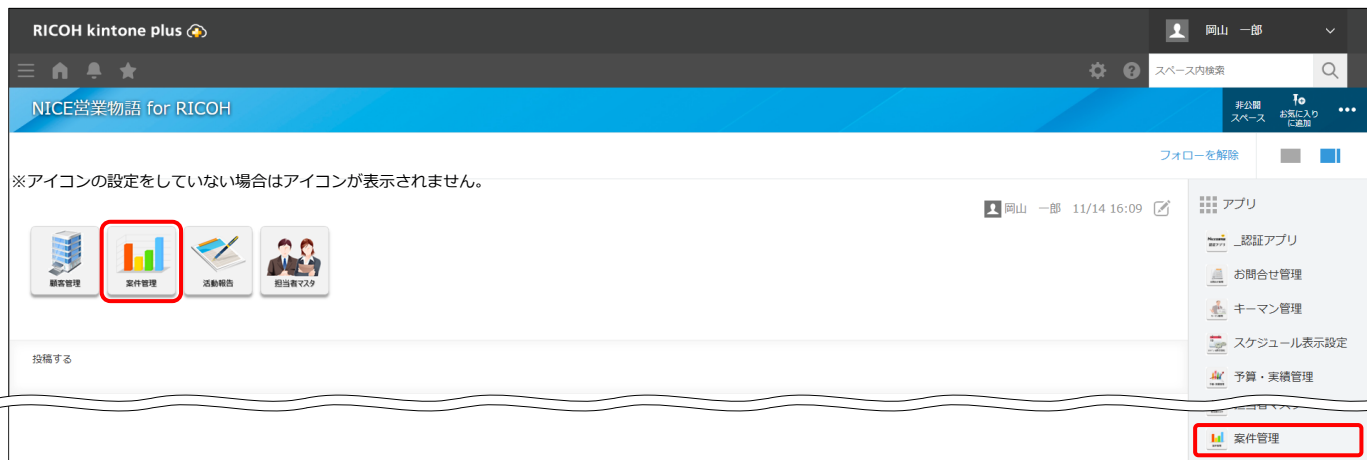 RICOH kintone plus
岡山 一郎
スペース内検索
NICE営業物語 for RICOH
非公開
スペース
お気に入り
に追加
フォローを解除
※アイコンの設定をしていない場合はアイコンが表示されません。
岡山 一郎 11/14 16:09
アプリ
顧客管理
案件管理
活動報告
担当者マスタ
_認証アプリ
お問合せ管理
キーマン管理
スケジュール表示設定
予算・実績管理
投稿する
案件管理